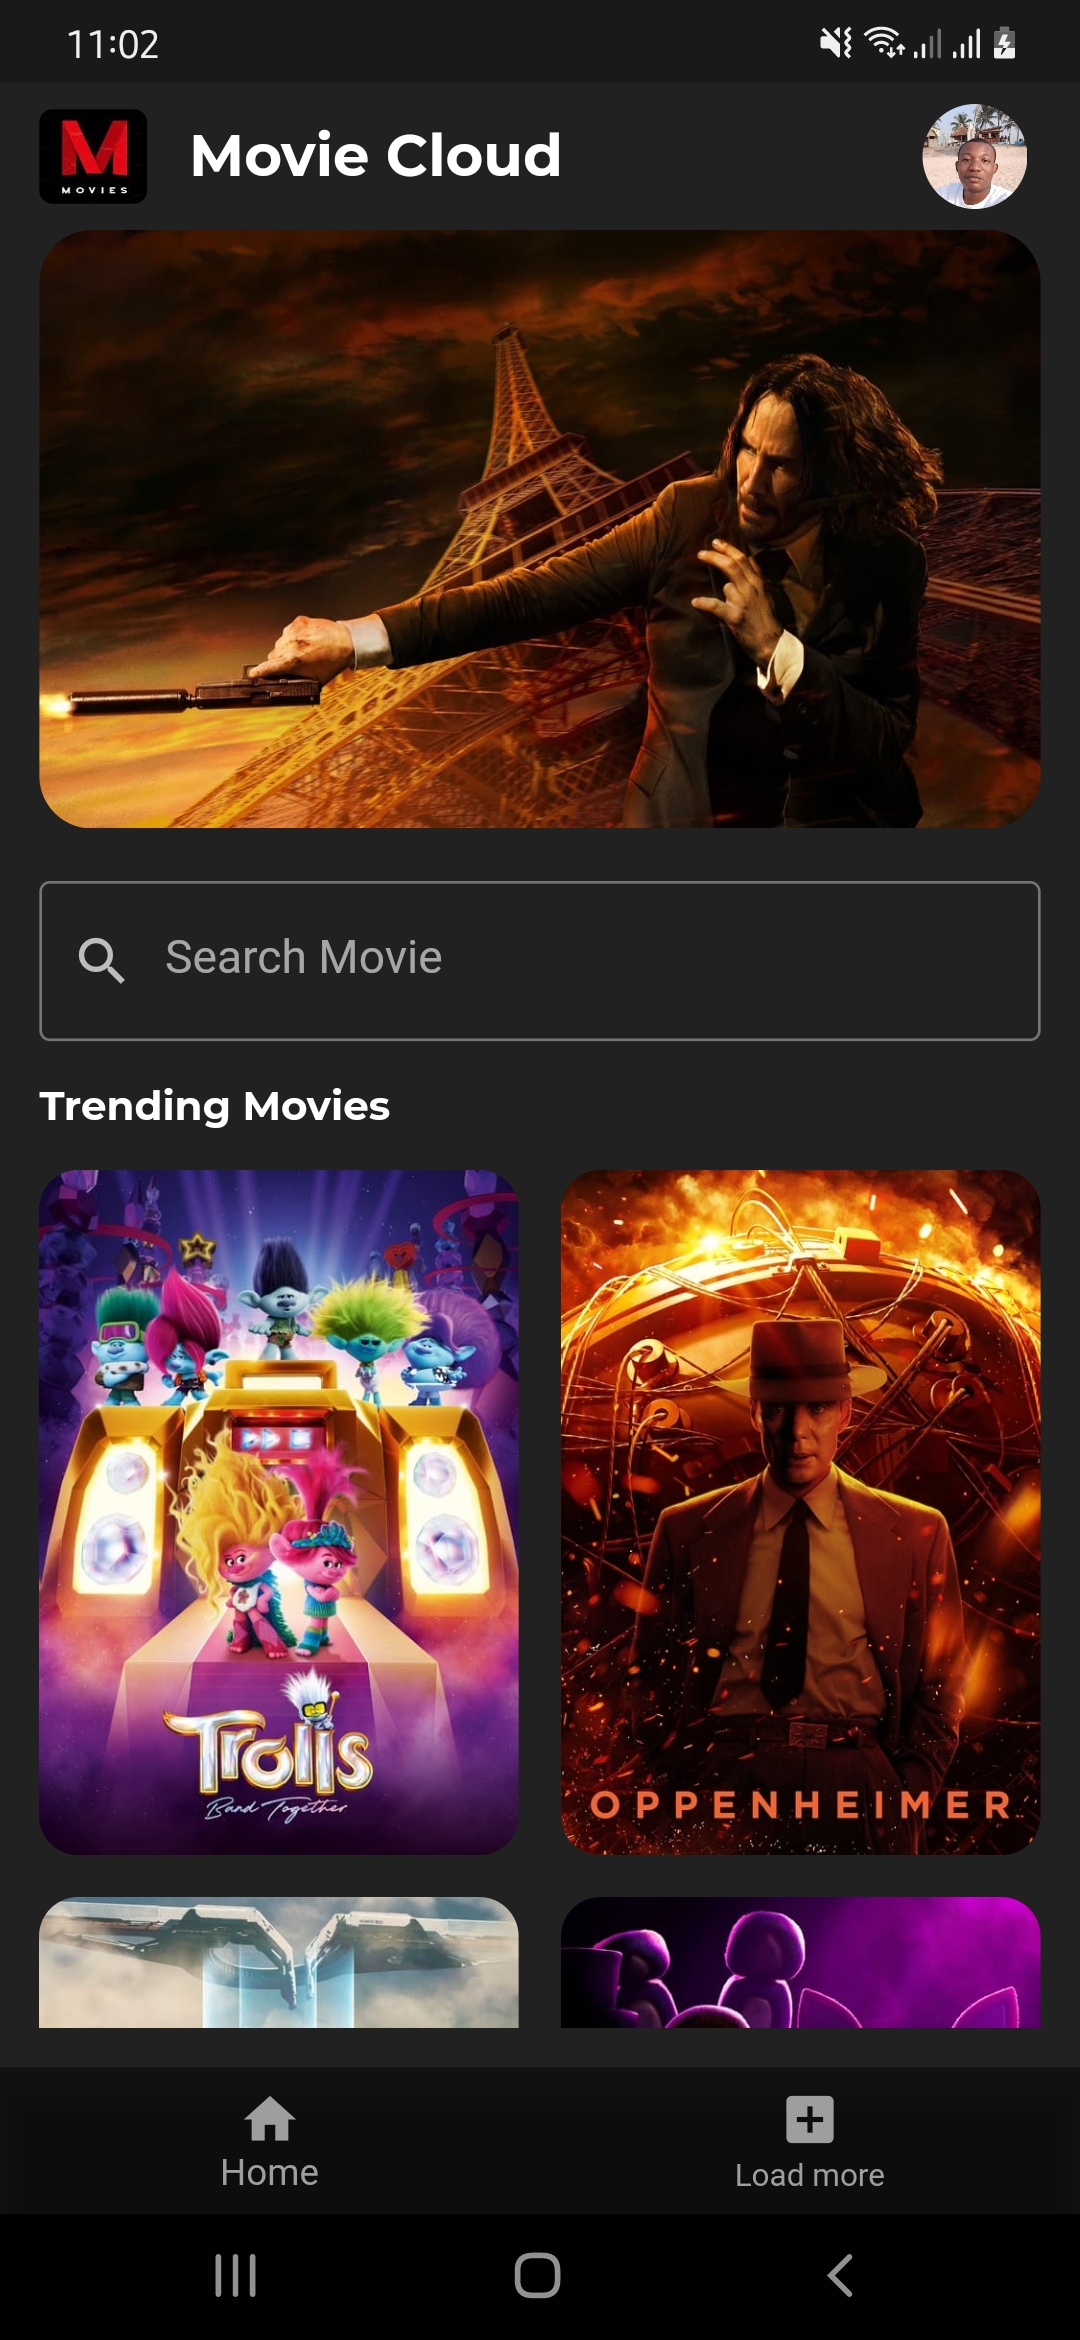 11:02
M
MOVIES
Movie Cloud
Search Movie
Trending Movies
Trolls
Band Together
OPPENHEIMER
Home
Load more